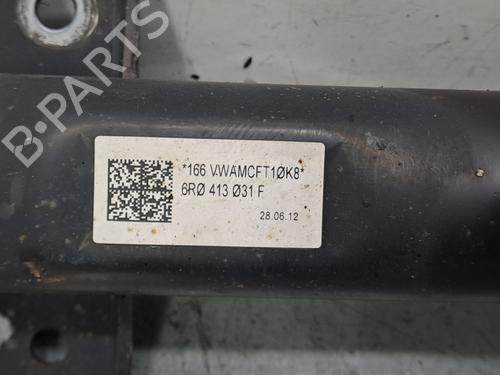 B-PARTS
*166 VWAMCFT1ØK8*
6RØ 413 Ø31 F
28.06.12